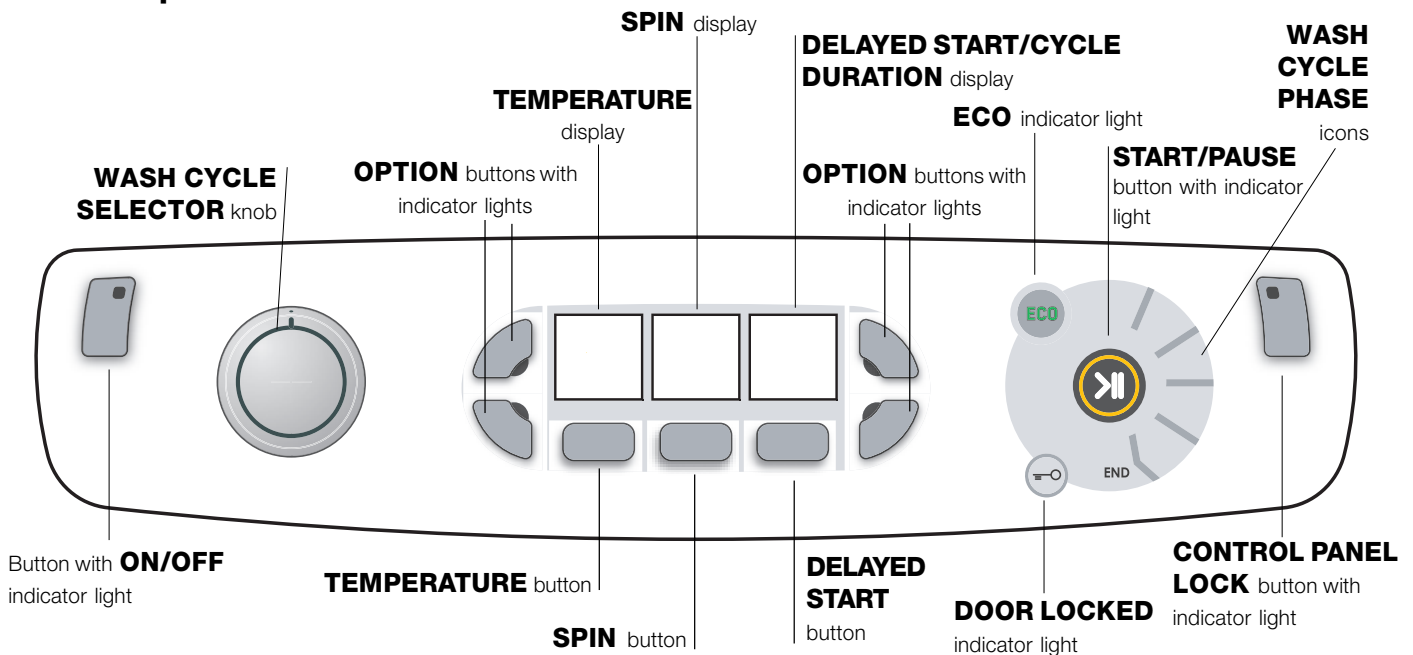 SPIN display
DELAYED START/CYCLE
DURATION display
WASH
CYCLE
PHASE
icons
TEMPERATURE
display
ECO indicator light
START/PAUSE
button with indicator
light
WASH CYCLE
SELECTOR knob
OPTION buttons with
indicator lights
OPTION buttons with
indicator lights
ECO
END
Button with ON/OFF
indicator light
TEMPERATURE button
SPIN button
DELAYED
START
button
DOOR LOCKED
indicator light
CONTROL PANEL
LOCK button with
indicator light